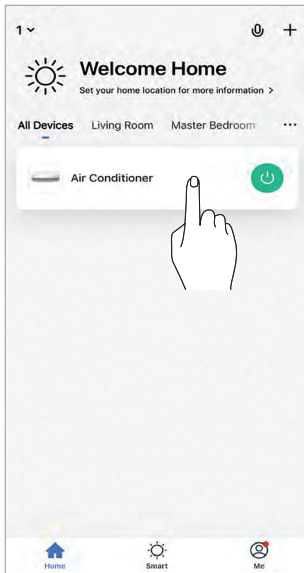 1
Welcome Home
Set your home location for more information >
All Devices Living Room Master Bedroom ...
Air Conditioner
Home Smart Me